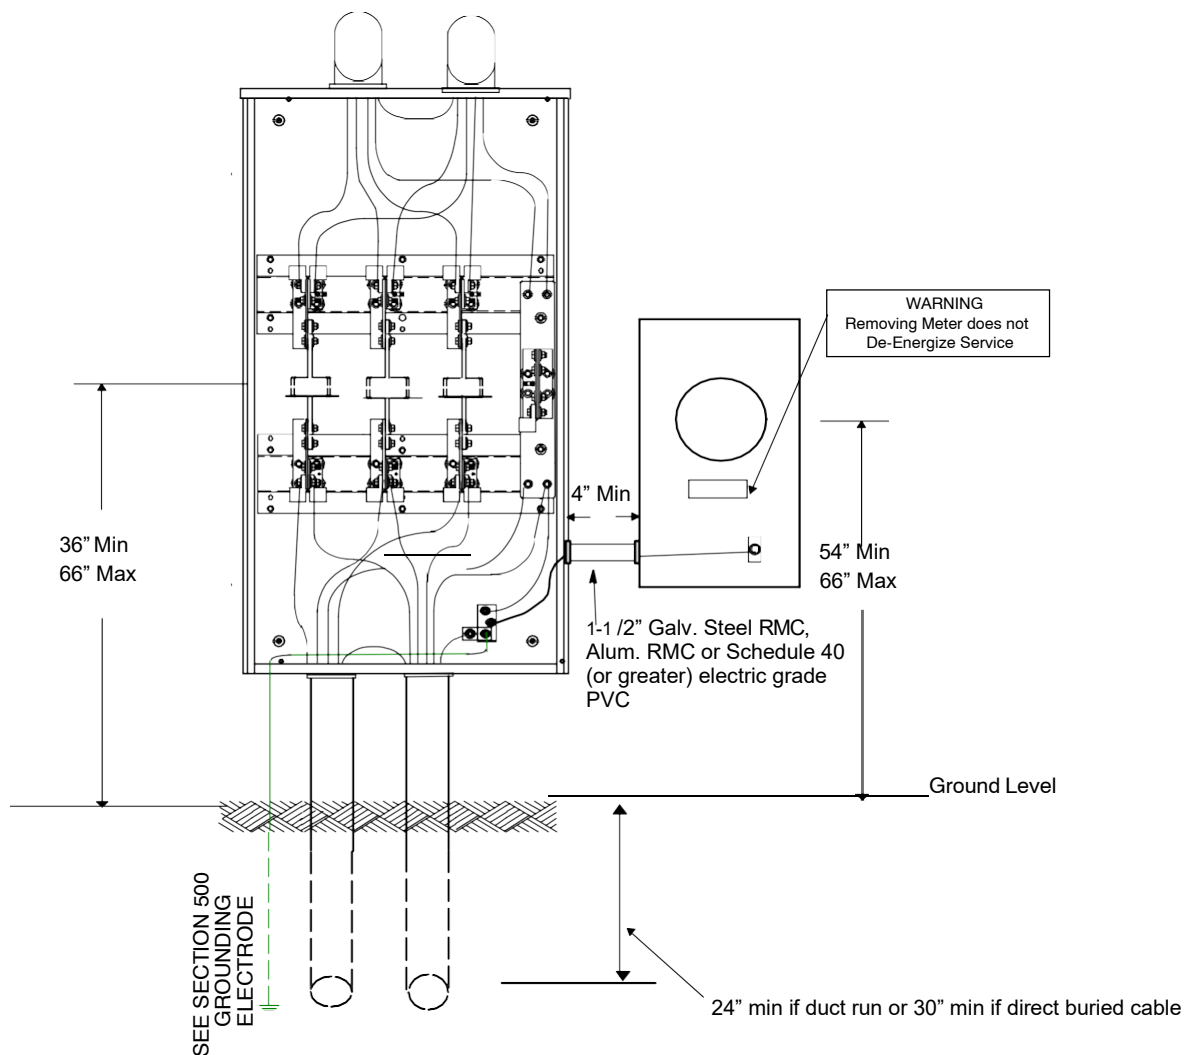 WARNING
Removing Meter does not
De-Energize Service
4” Min
36” Min
66” Max
54” Min
66” Max
1-1 /2” Galv. Steel RMC,
Alum. RMC or Schedule 40
(or greater) electric grade
PVC
Ground Level
SEE SECTION 500
GROUNDING
ELECTRODE
24” min if duct run or 30” min if direct buried cable